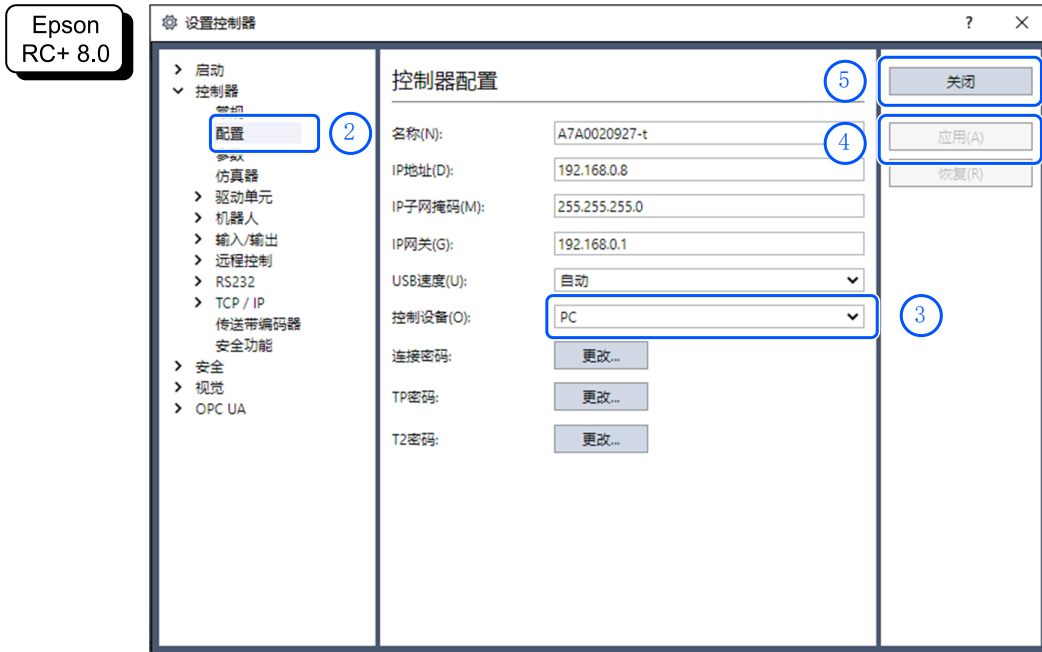 Epson
RC+ 8.0
设置控制器
?
启动
控制器
常规
配置
②
参数
仿真器
驱动单元
机器人
输入/输出
远程控制
RS232
TCP / IP
传送带编码器
安全功能
安全
视觉
OPC UA
控制器配置
名称(N): A7A0020927-t
IP地址(D): 192.168.0.8
IP子网掩码(M): 255.255.255.0
IP网关(G): 192.168.0.1
USB速度(U): 自动
控制设备(O): PC
③
连接密码: 更改...
TP密码: 更改...
T2密码: 更改...
⑤ 关闭
④ 应用(A)
恢复(R)